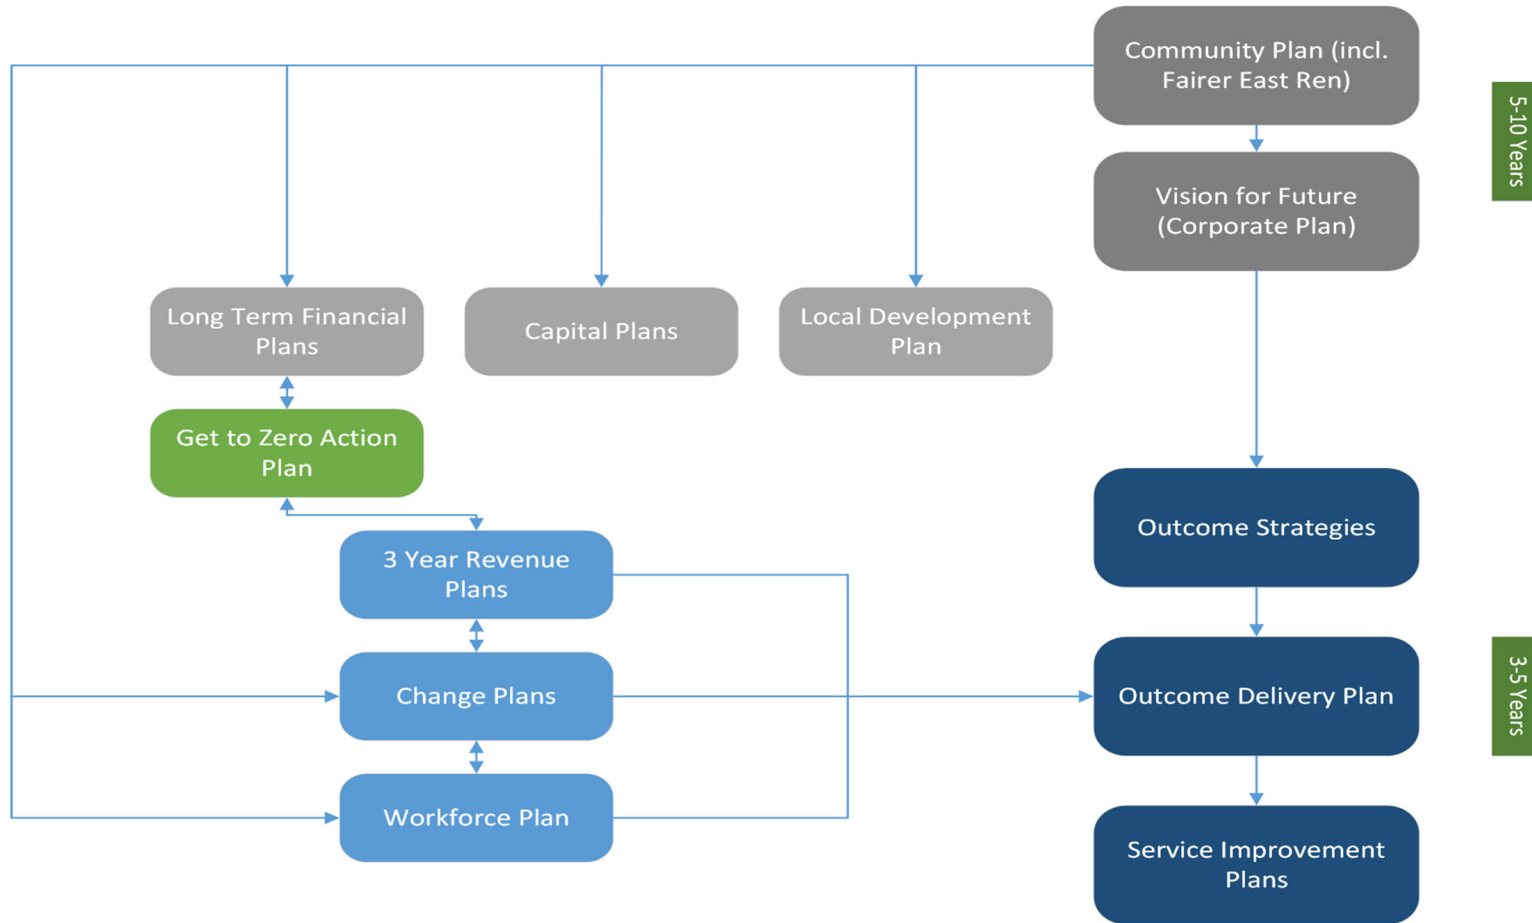 Community Plan (incl.
Fairer East Ren)
5-10 Years
Vision for Future
(Corporate Plan)
Long Term Financial
Plans
Capital Plans
Local Development
Plan
Get to Zero Action
Plan
Outcome Strategies
3 Year Revenue
Plans
Change Plans
Outcome Delivery Plan
3-5 Years
Workforce Plan
Service Improvement
Plans